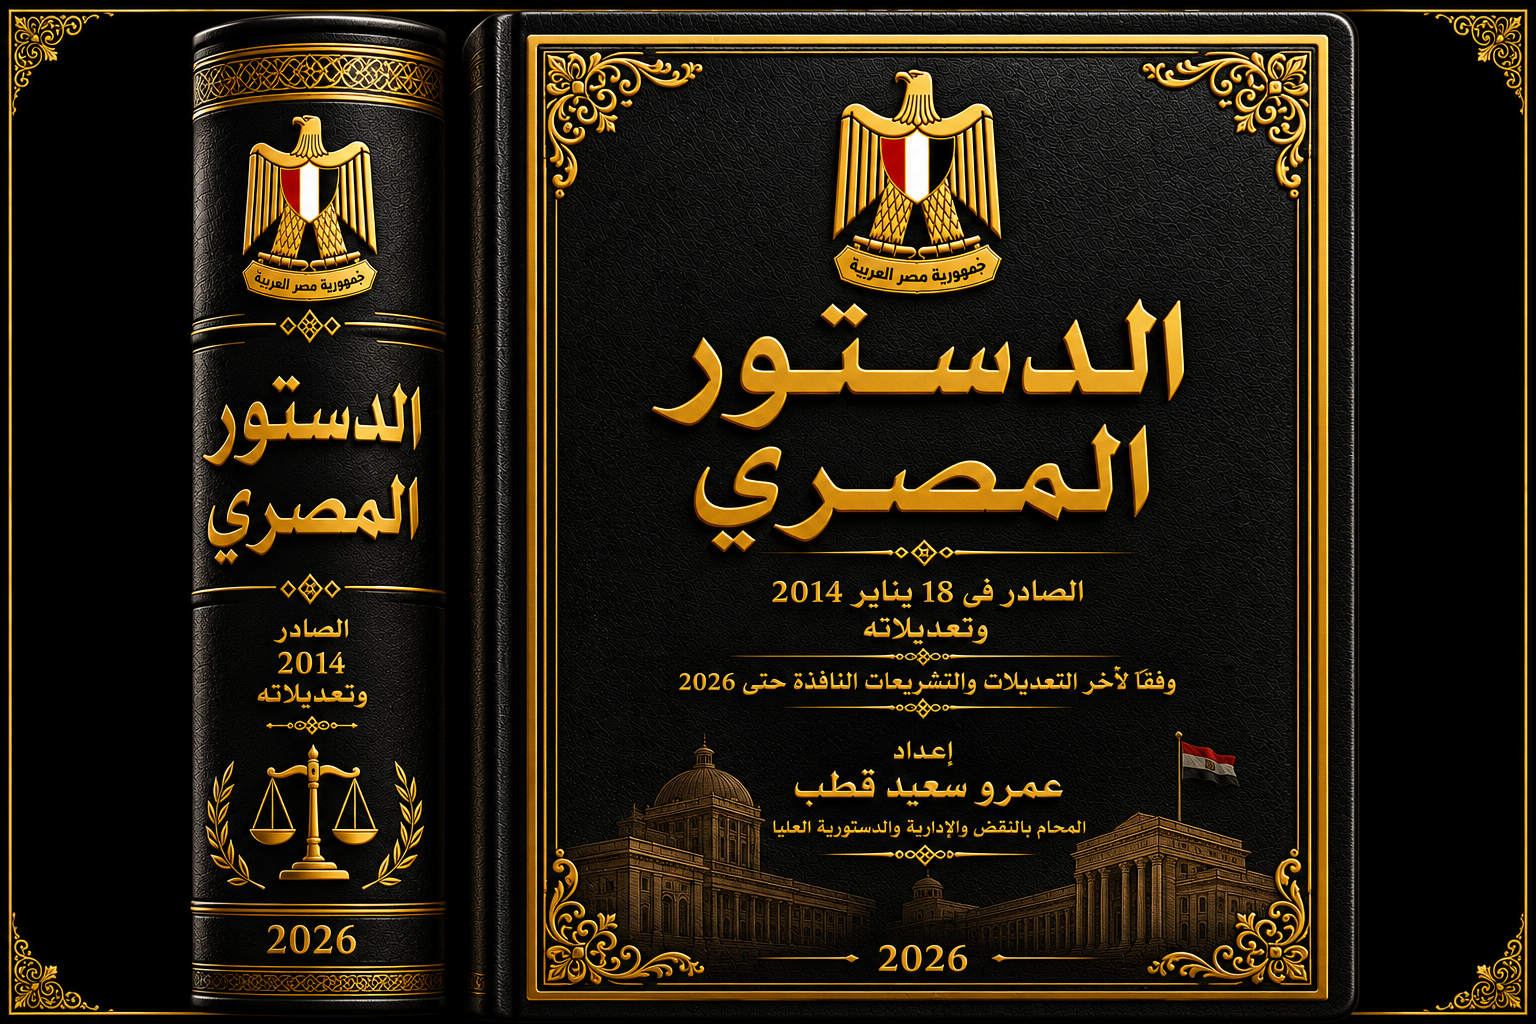 جمهورية مصر العربية
الدستور
المصري
الصادر
2014
وتعديلاته
2026
جمهورية مصر العربية
الدستور
المصري
الصادر فى 18 يناير 2014
وتعديلاته
وفقًا لأخر التعديلات والتشريعات النافذة حتى 2026
إعداد
عمرو سعيد قطب
المحام بالنقض والإدارية والدستورية العليا
2026